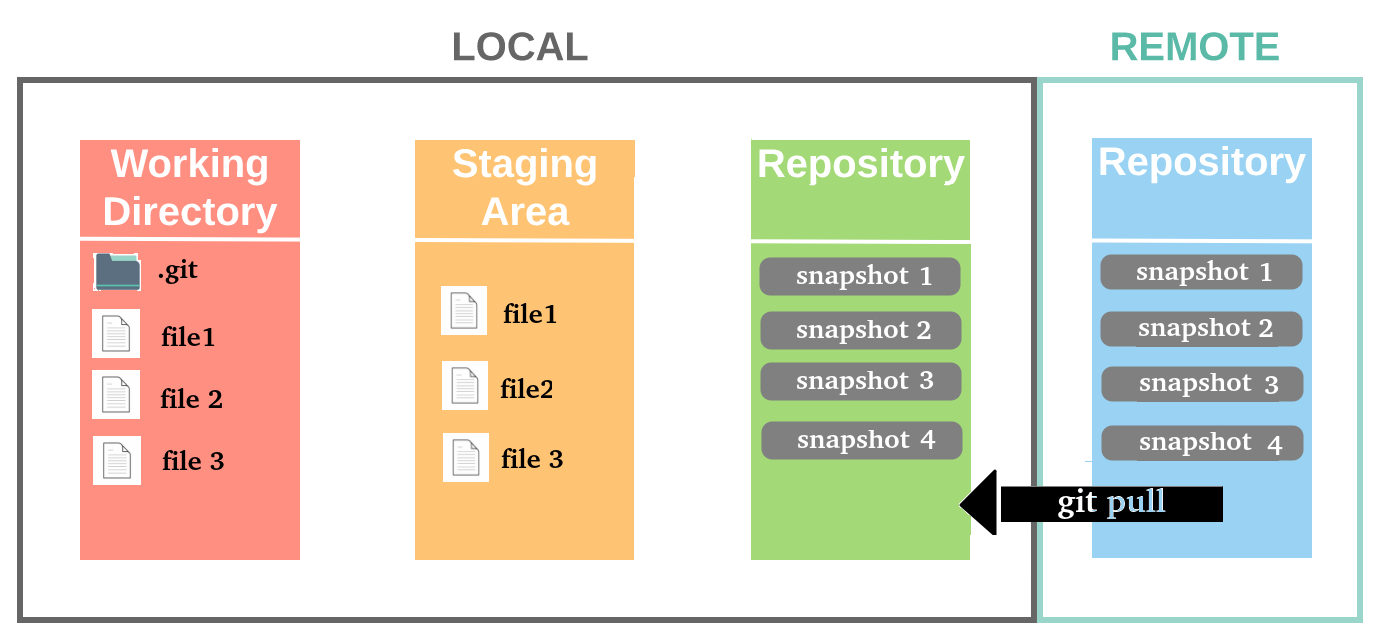 LOCAL
REMOTE
Working
Directory
.git
file1
file 2
file 3
Staging
Area
file1
file2
file 3
Repository
snapshot 1
snapshot 2
snapshot 3
snapshot 4
Repository
snapshot 1
snapshot 2
snapshot 3
snapshot 4
git pull